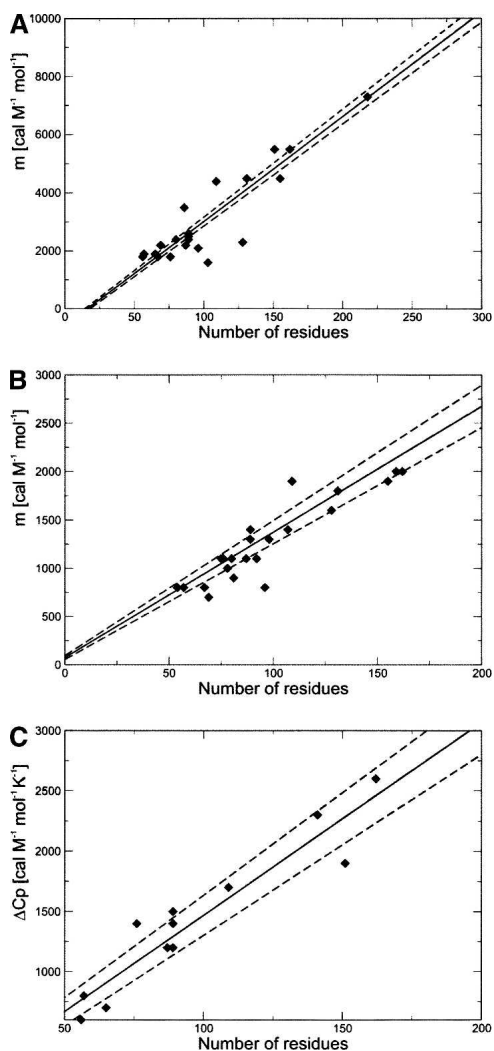 A
m [cal M⁻¹ mol⁻¹]
10000
8000
6000
4000
2000
0
0 50 100 150 200 250 300
Number of residues
B
m [cal M⁻¹ mol⁻¹]
3000
2500
2000
1500
1000
500
0
50 100 150 200
Number of residues
C
ΔCp [cal M⁻¹ mol⁻¹K⁻¹]
3000
2500
2000
1500
1000
50 100 150 200
Number of residues